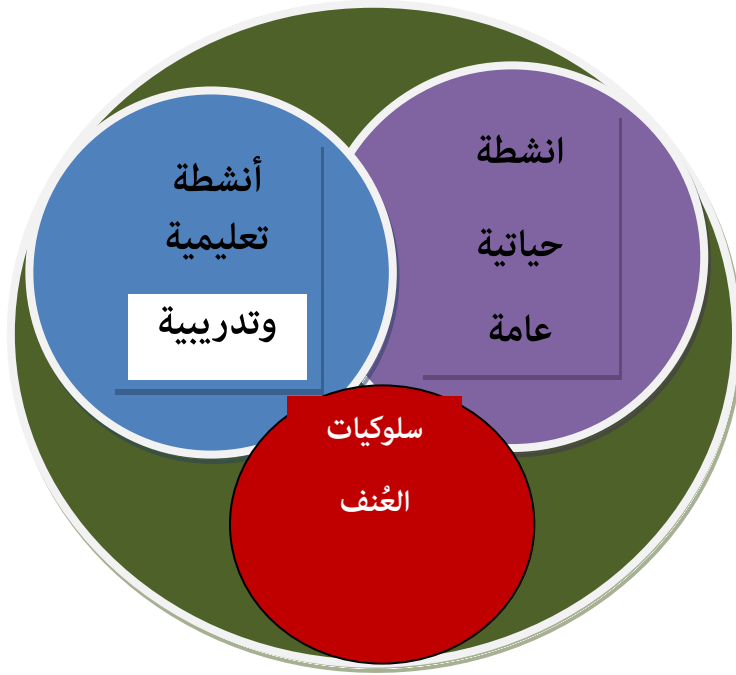 انشطة
حياتية
عامة
أنشطة
تعليمية
وتدريبية
سلوكيات
العُنف